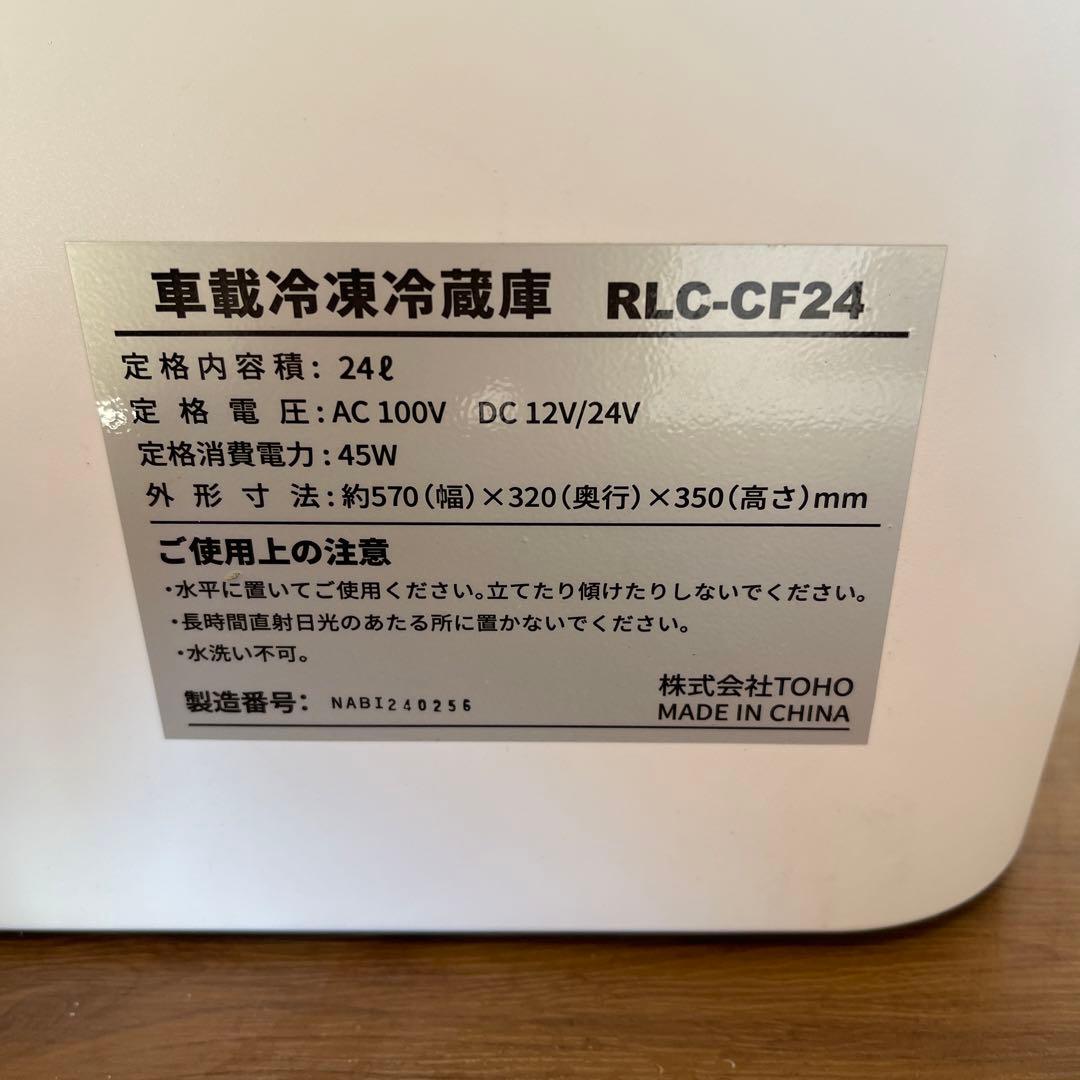 車載冷凍冷蔵庫 RLC-CF24
定格内容積: 24ℓ
定格電圧: AC 100V DC 12V/24V
定格消費電力: 45W
外形寸法: 約570(幅)×320(奥行)×350(高さ)mm
ご使用上の注意
・水平に置いてご使用ください。立てたり傾けたりしないでください。
・長時間直射日光のあたる所に置かないでください。
・水洗い不可。
製造番号: NABI240256
株式会社TOHO
MADE IN CHINA